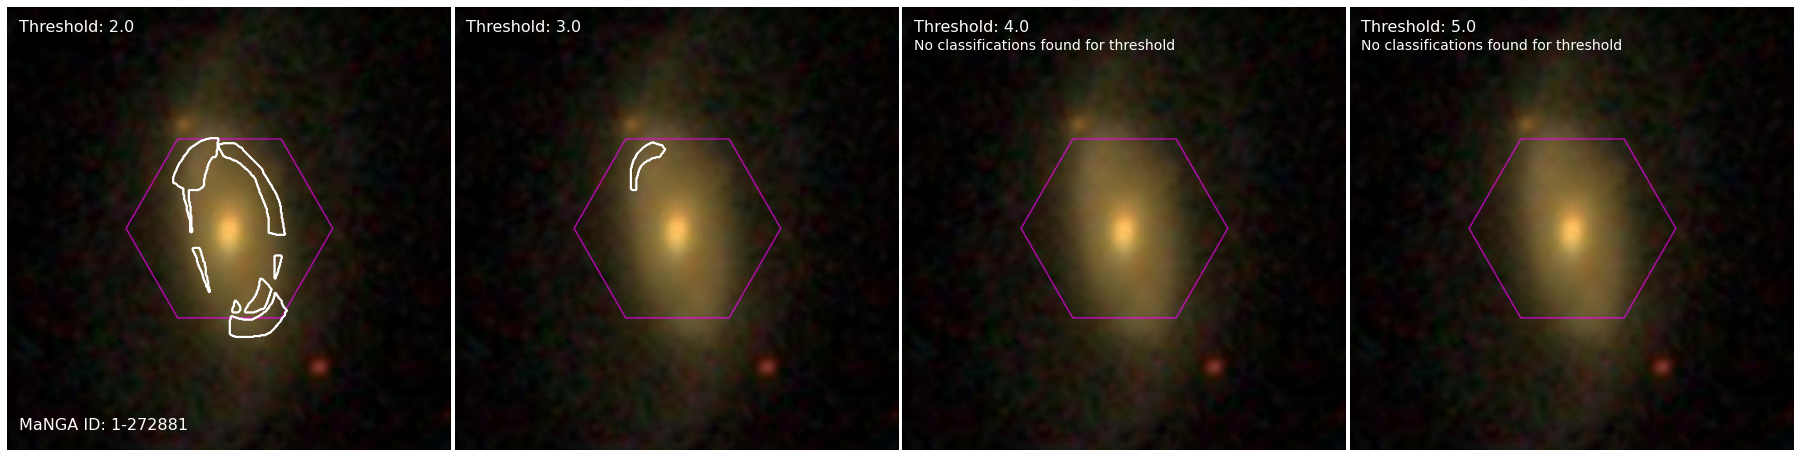 Threshold: 2.0
MaNGA ID: 1-272881
Threshold: 3.0
Threshold: 4.0
No classifications found for threshold
Threshold: 5.0
No classifications found for threshold